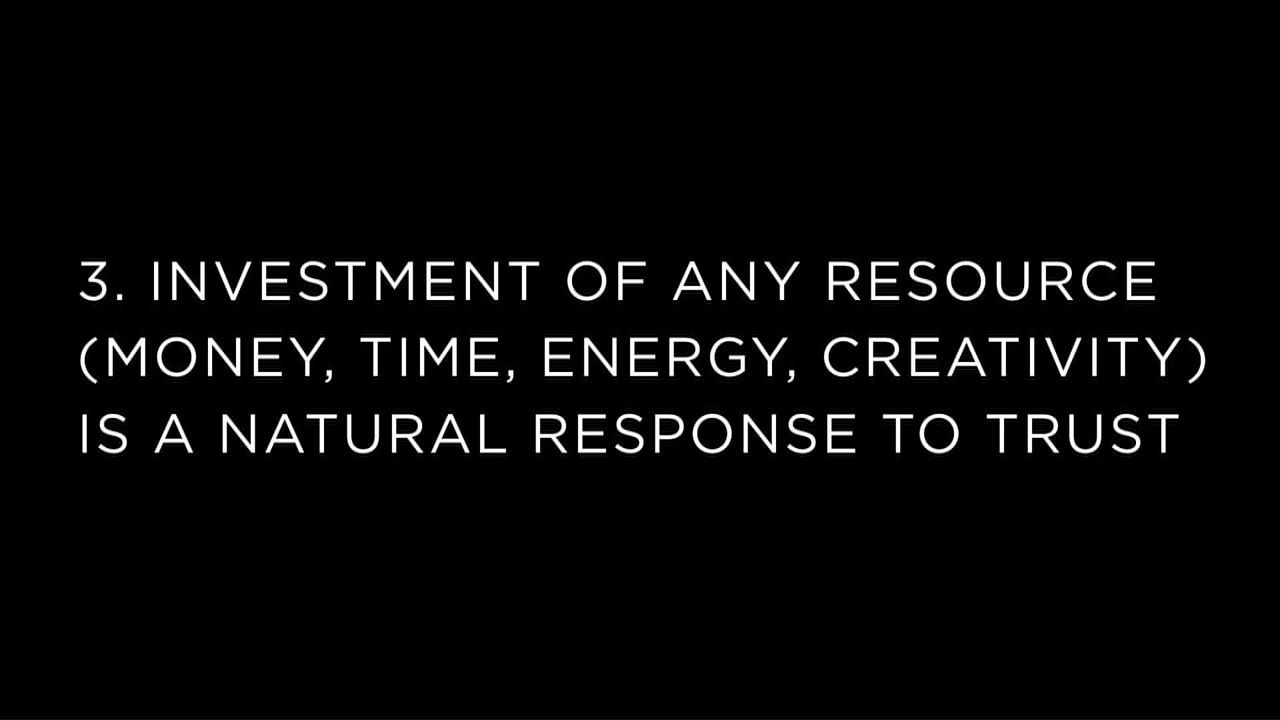 3. INVESTMENT OF ANY RESOURCE
(MONEY, TIME, ENERGY, CREATIVITY)
IS A NATURAL RESPONSE TO TRUST